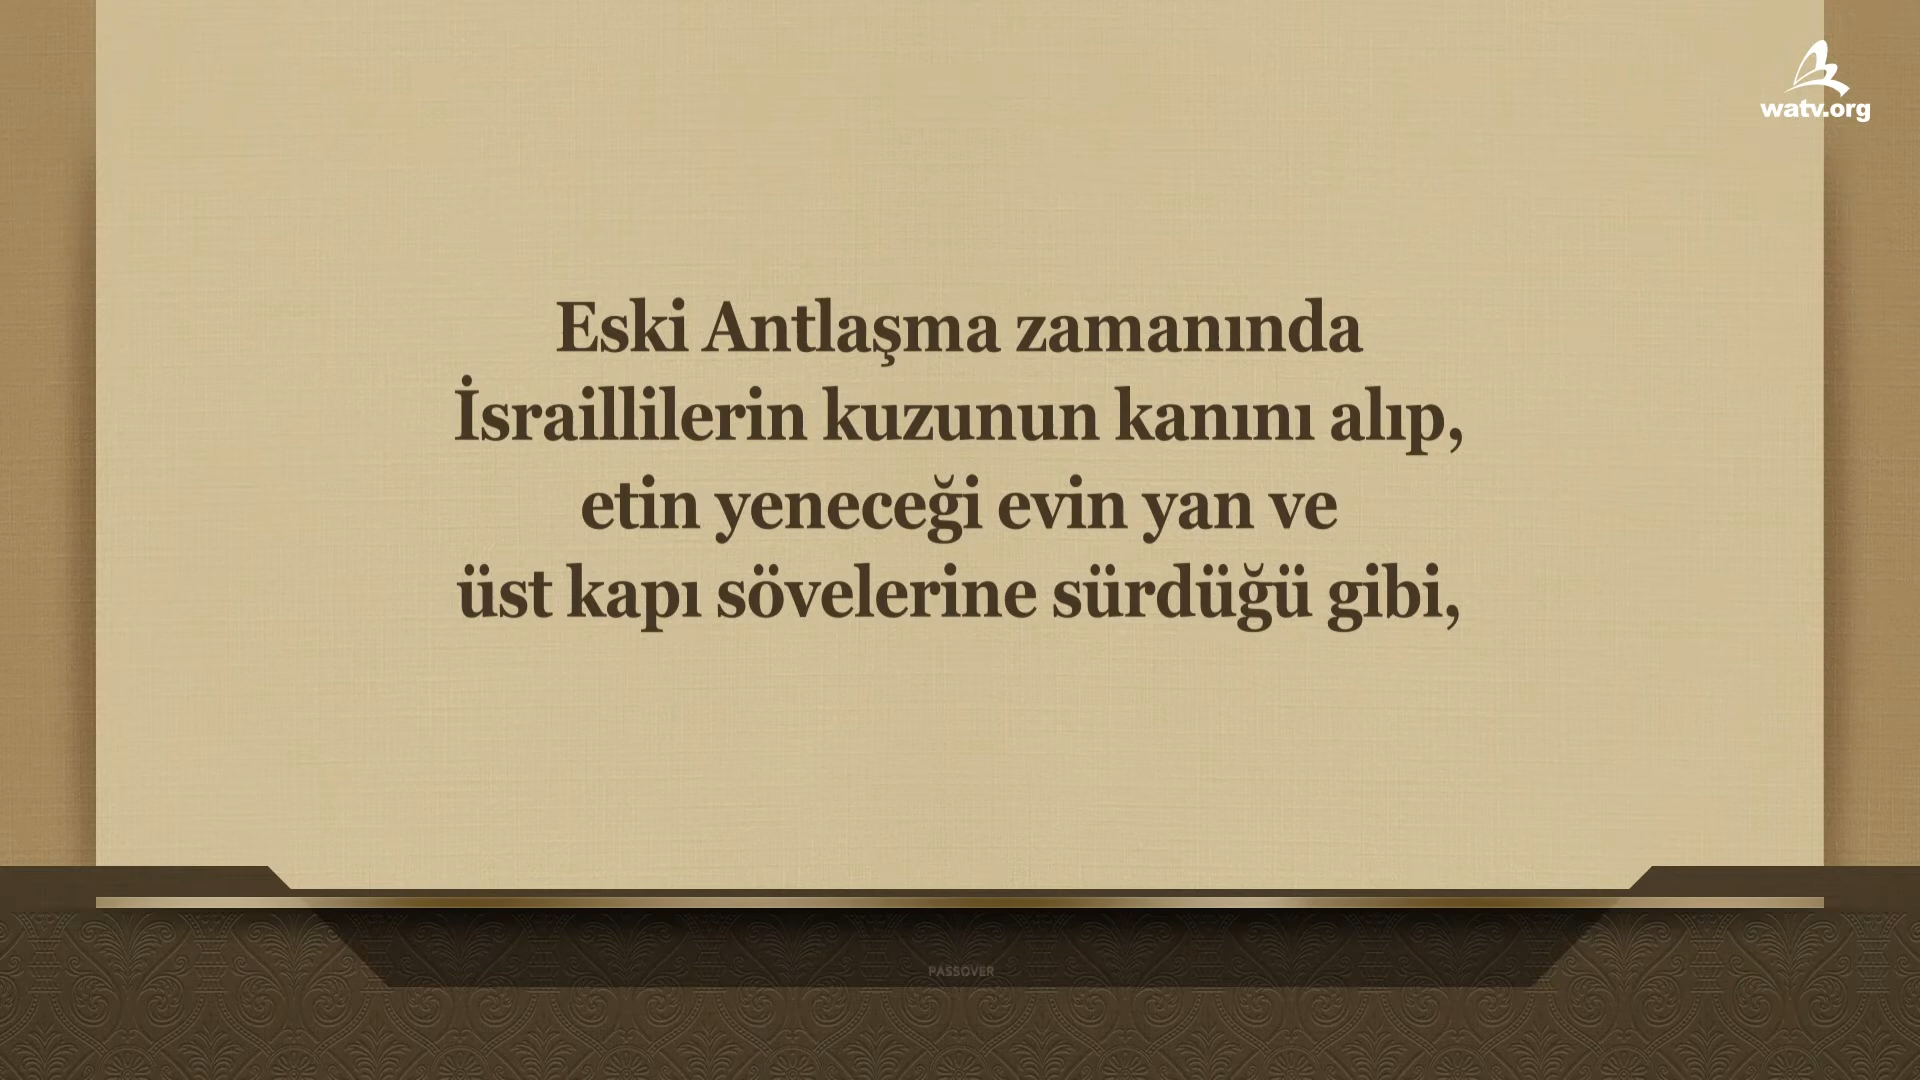 watv.org
Eski Antlaşma zamanında
İsraillilerin kuzunun kanını alıp,
etin yeneceği evin yan ve
üst kapı sövelerine sürdüğü gibi,
PASSOVER